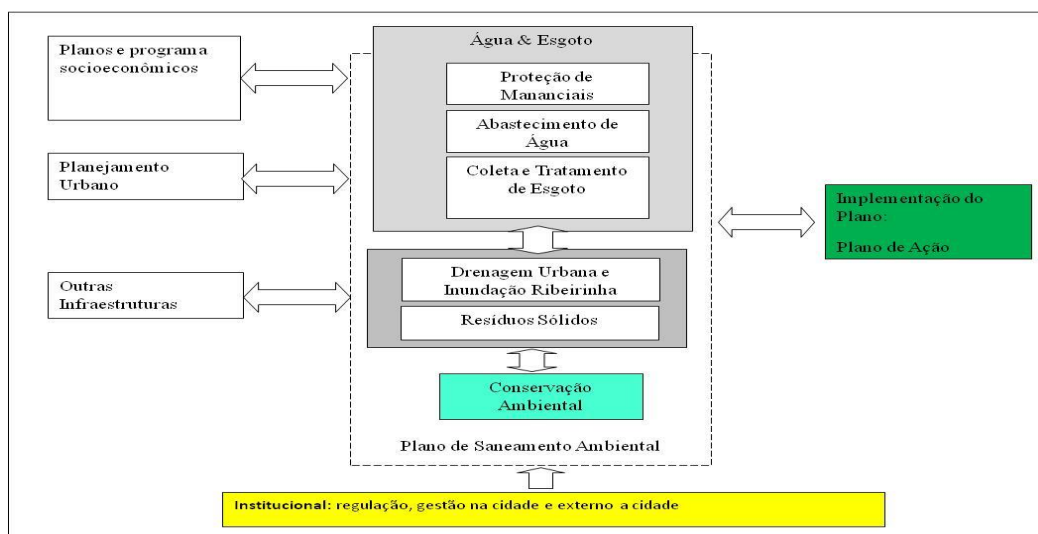 Planos e programa
socioeconômicos
Planejamento
Urbano
Outras
Infraestruturas
Água & Esgoto
Proteção de
Mananciais
Abastecimento de
Água
Coleta e Tratamento
de Esgoto
Drenagem Urbana e
Inundação Ribeirinha
Resíduos Sólidos
Conservação
Ambiental
Plano de Saneamento Ambiental
Implementação do
Plano:
Plano de Ação
Institucional: regulação, gestão na cidade e externo a cidade